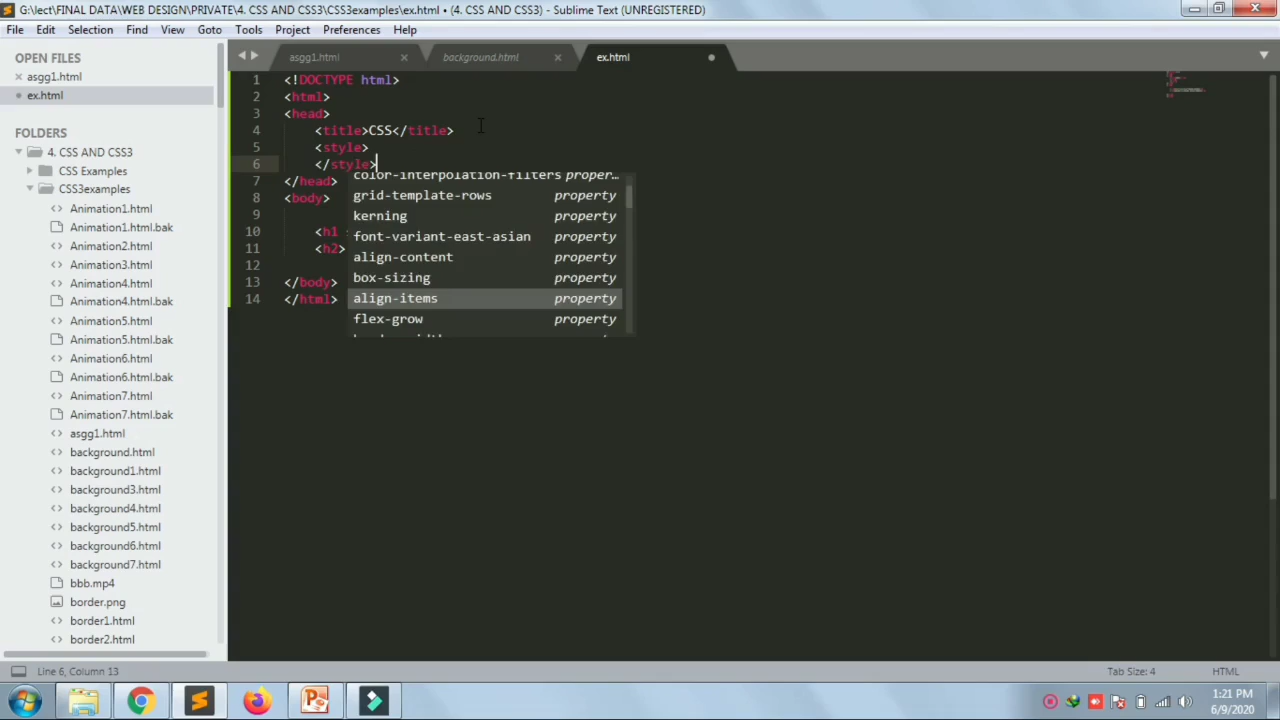 G:\lect\FINAL DATA\WEB DESIGN\PRIVATE\4. CSS AND CSS3\CSS3examples\ex.html • (4. CSS AND CSS3) - Sublime Text (UNREGISTERED)
File Edit Selection Find View Goto Tools Project Preferences Help
OPEN FILES
asgg1.html
ex.html
FOLDERS
4. CSS AND CSS3
CSS Examples
CSS3examples
Animation1.html
Animation1.html.bak
Animation2.html
Animation3.html
Animation4.html
Animation4.html.bak
Animation5.html
Animation5.html.bak
Animation6.html
Animation6.html.bak
Animation7.html
Animation7.html.bak
asgg1.html
background.html
background1.html
background3.html
background4.html
background5.html
background6.html
background7.html
bbb.mp4
border.png
border1.html
border2.html
asgg1.html background.html ex.html
1 <!DOCTYPE html>
2 <html>
3 <head>
4 <title>CSS</title>
5 <style>
6 </style>
7 </head>
8 <body>
9
10 <h1
11 <h2>
12
13 </body>
14 </html>
color-interpolation-filters proper…
grid-template-rows property
kerning property
font-variant-east-asian property
align-content property
box-sizing property
align-items property
flex-grow property
Line 6, Column 13 Tab Size: 4 HTML
1:21 PM
6/9/2020